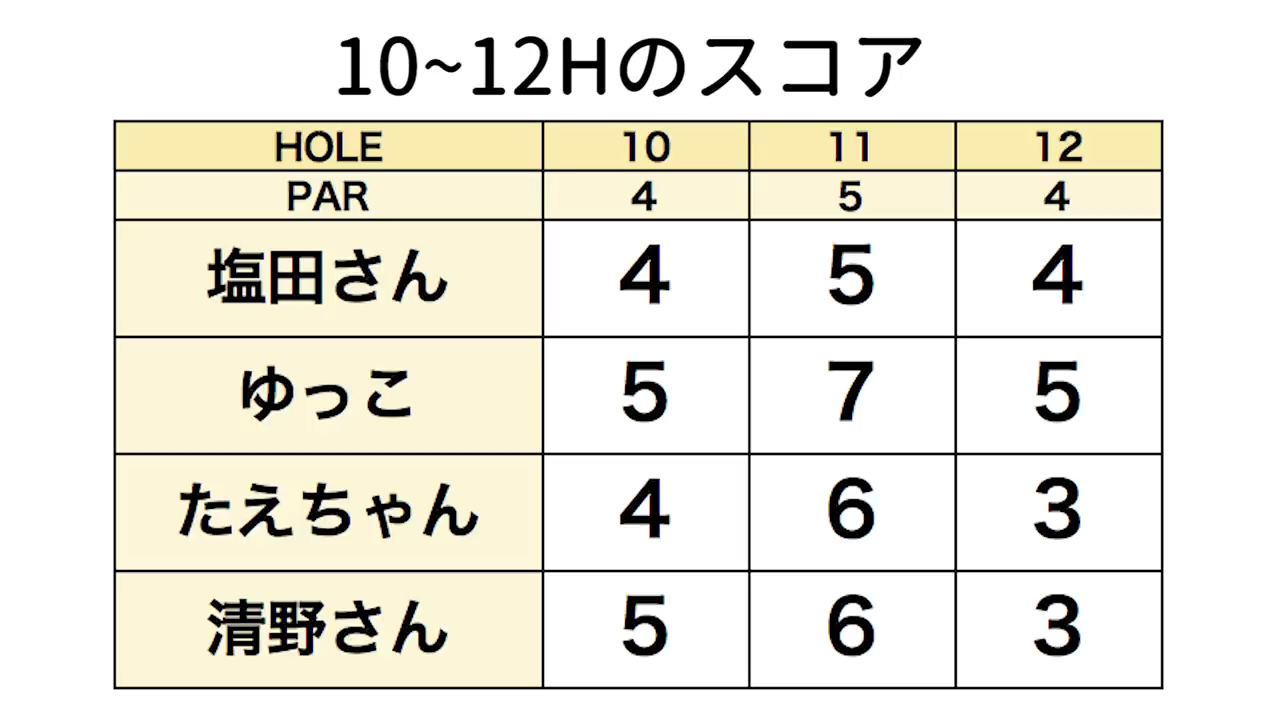 10~12Hのスコア
HOLE 10 11 12
PAR 4 5 4
塩田さん 4 5 4
ゆっこ 5 7 5
たえちゃん 4 6 3
清野さん 5 6 3